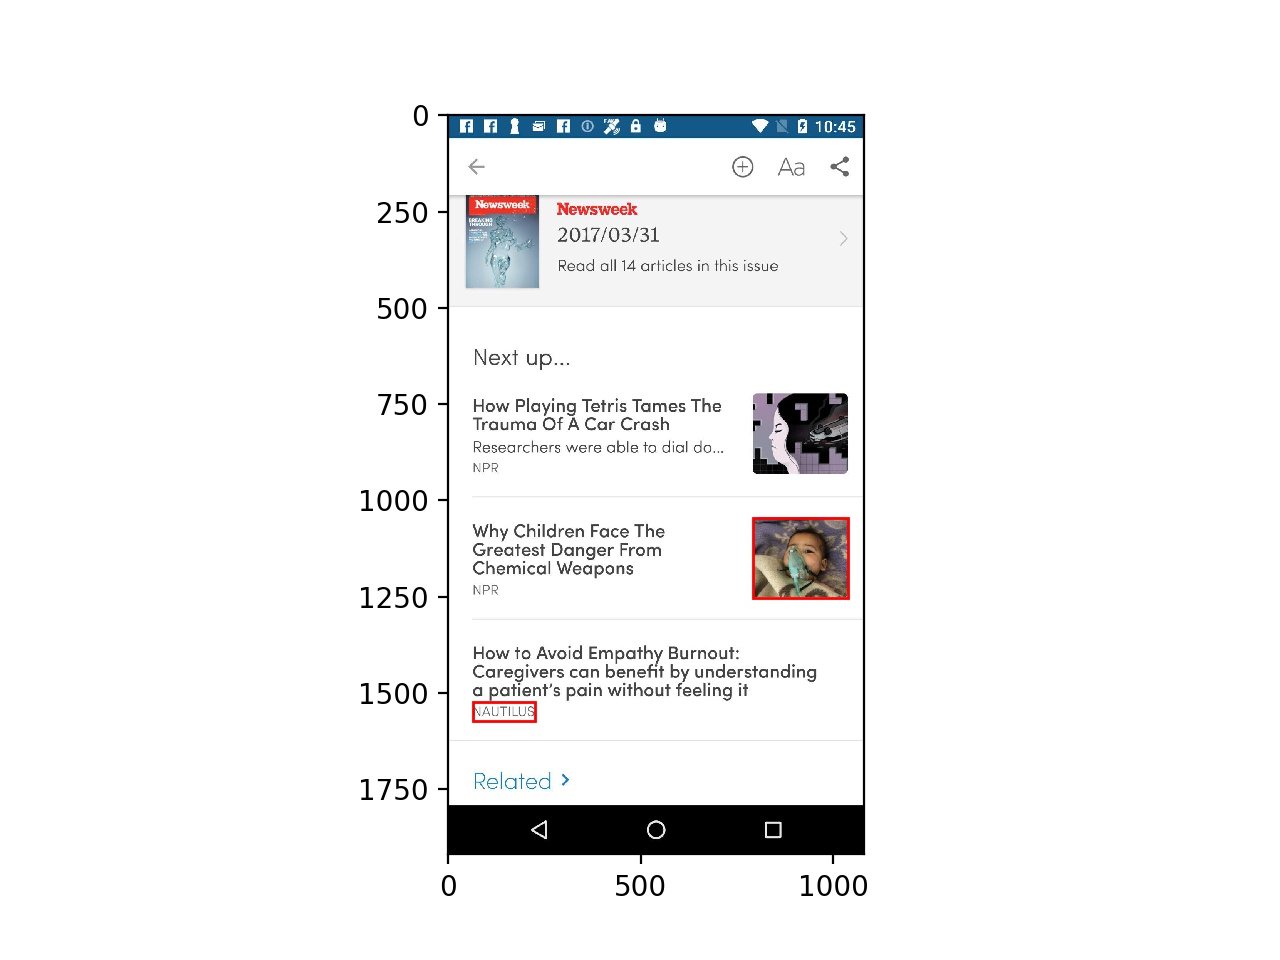 0
250
500
750
1000
1250
1500
1750
10:45
Aa
Newsweek
BREAKING
THROUGH
Newsweek
2017/03/31
Read all 14 articles in this issue
Next up...
How Playing Tetris Tames The
Trauma Of A Car Crash
Researchers were able to dial do...
NPR
Why Children Face The
Greatest Danger From
Chemical Weapons
NPR
How to Avoid Empathy Burnout:
Caregivers can benefit by understanding
a patient's pain without feeling it
NAUTILUS
Related
0 500 1000